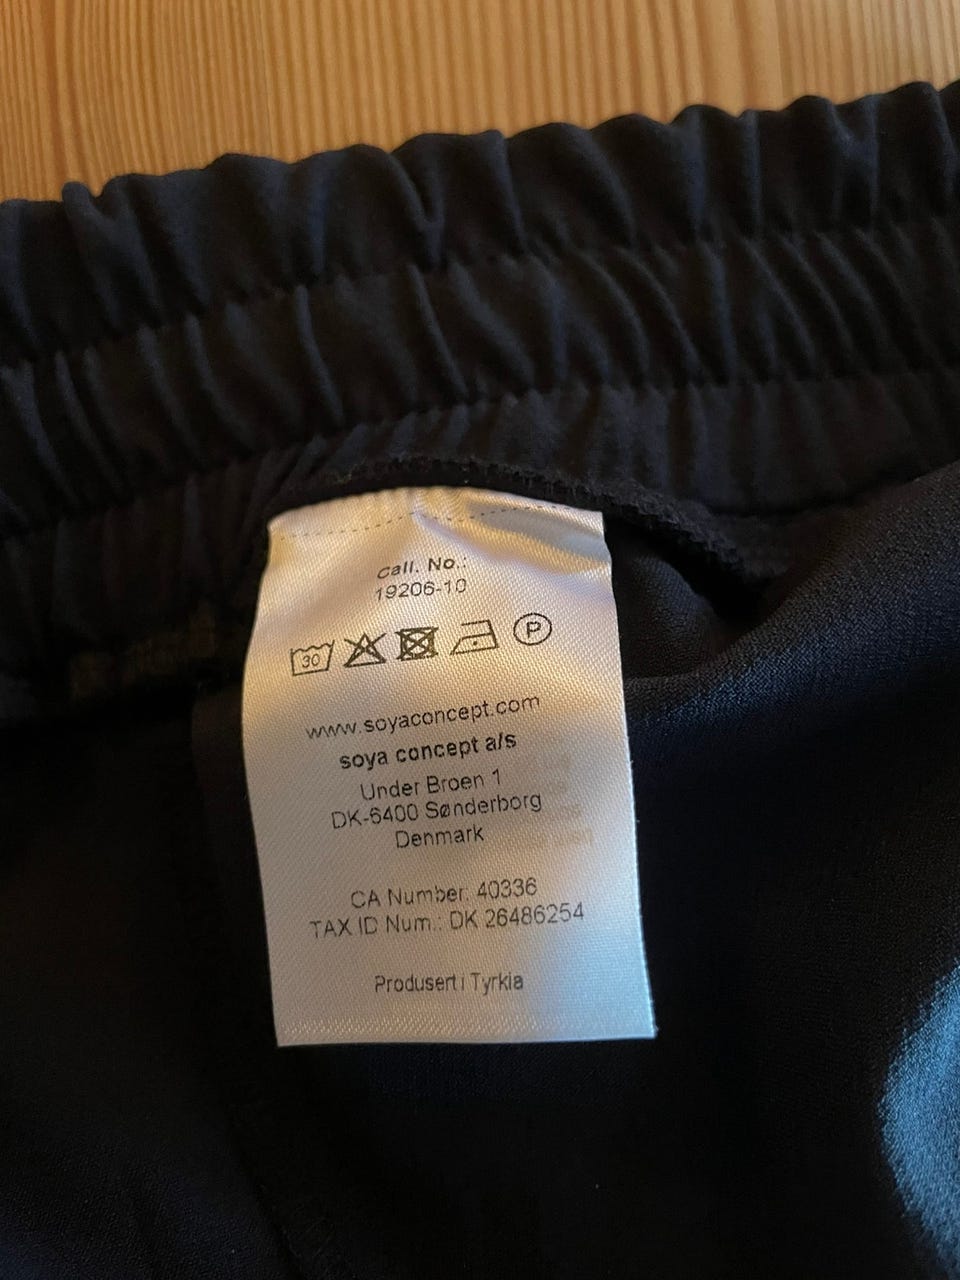 Call. No.:
19206-10
30 P
www.soyaconcept.com
soya concept a/s
Under Broen 1
DK-6400 Sønderborg
Denmark
CA Number: 40336
TAX ID Num.: DK 26486254
Produsert i Tyrkia